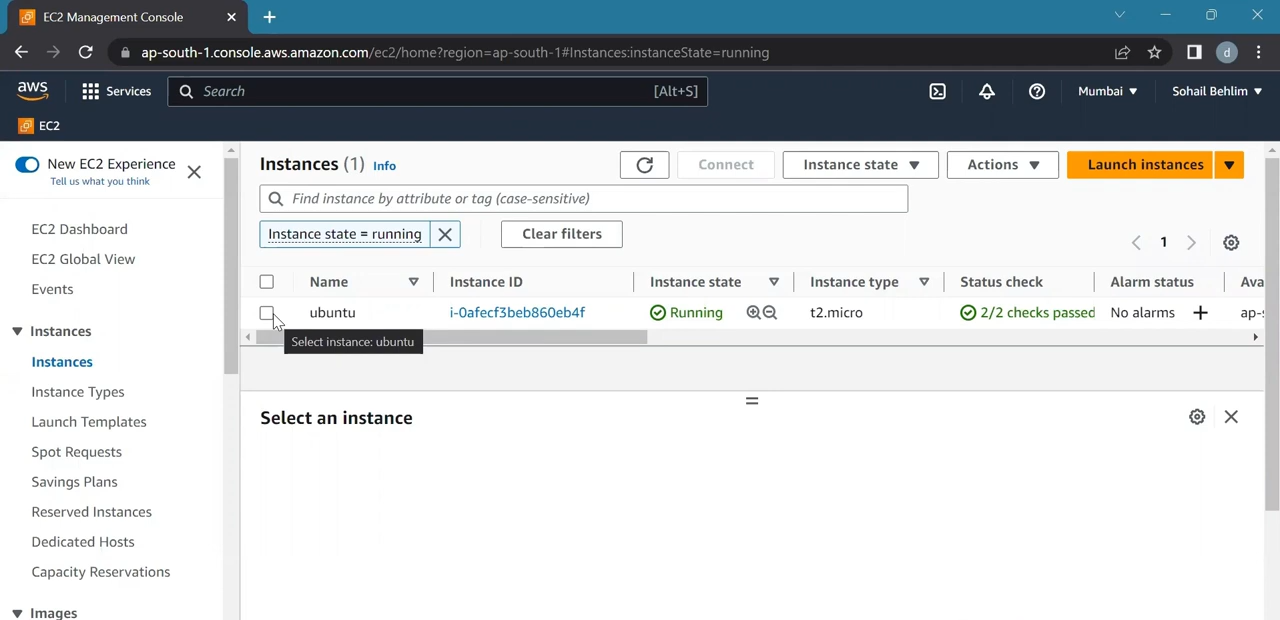 EC2 Management Console
ap-south-1.console.aws.amazon.com/ec2/home?region=ap-south-1#Instances:instanceState=running
d
aws
Services
Search
[Alt+S]
Mumbai
Sohail Behlim
EC2
New EC2 Experience
Tell us what you think
EC2 Dashboard
EC2 Global View
Events
Instances
Instances
Instance Types
Launch Templates
Spot Requests
Savings Plans
Reserved Instances
Dedicated Hosts
Capacity Reservations
Images
Instances (1) Info
Connect
Instance state
Actions
Launch instances
Find instance by attribute or tag (case-sensitive)
Instance state = running
Clear filters
1
Name Instance ID Instance state Instance type Status check Alarm status Ava
ubuntu i-0afecf3beb860eb4f Running t2.micro 2/2 checks passed No alarms ap-s
Select instance: ubuntu
Select an instance